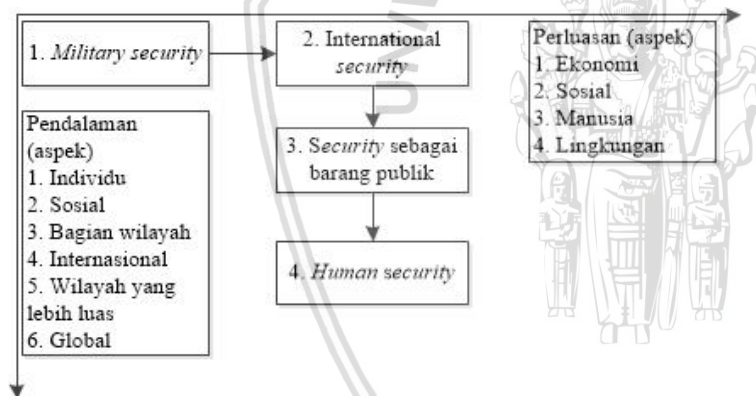 1. Military security
2. International
security
Perluasan (aspek)
1. Ekonomi
2. Sosial
3. Manusia
4. Lingkungan
Pendalaman
(aspek)
1. Individu
2. Sosial
3. Bagian wilayah
4. Internasional
5. Wilayah yang
lebih luas
6. Global
3. Security sebagai
barang publik
4. Human security
UNIV